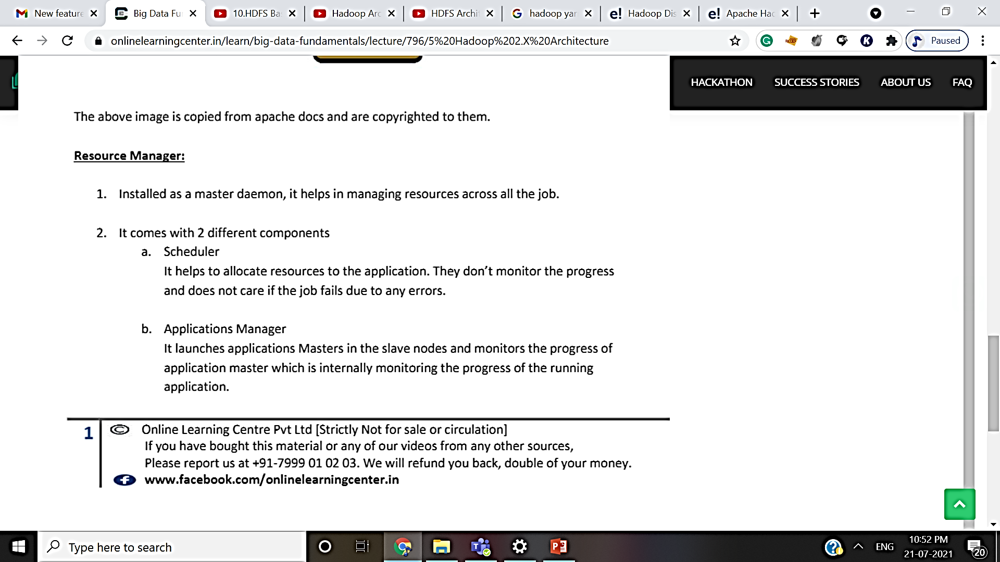 New feature
Big Data Fu
10.HDFS Ba
Hadoop Arc
HDFS Archi
hadoop yar
Hadoop Dis
Apache Hac
onlinelearningcenter.in/learn/big-data-fundamentals/lecture/796/5%20Hadoop%202.X%20Architecture
Paused
HACKATHON SUCCESS STORIES ABOUT US FAQ
The above image is copied from apache docs and are copyrighted to them.
Resource Manager:
1. Installed as a master daemon, it helps in managing resources across all the job.
2. It comes with 2 different components
a. Scheduler
It helps to allocate resources to the application. They don't monitor the progress
and does not care if the job fails due to any errors.
b. Applications Manager
It launches applications Masters in the slave nodes and monitors the progress of
application master which is internally monitoring the progress of the running
application.
1
© Online Learning Centre Pvt Ltd [Strictly Not for sale or circulation]
If you have bought this material or any of our videos from any other sources,
Please report us at +91-7999 01 02 03. We will refund you back, double of your money.
www.facebook.com/onlinelearningcenter.in
Type here to search
ENG
10:52 PM
21-07-2021
20